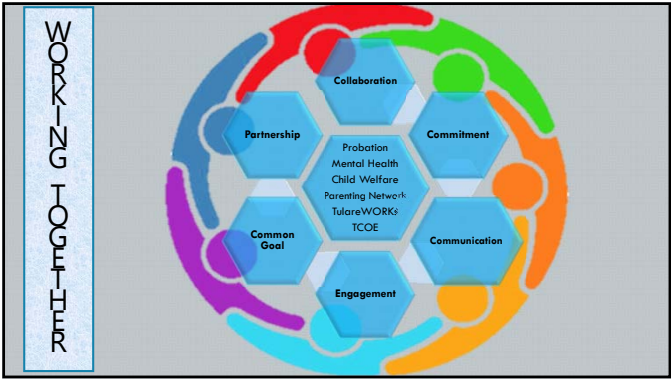 WORKING TOGETHER
Collaboration
Partnership
Commitment
Probation
Mental Health
Child Welfare
Parenting Network
TulareWORKs
TCOE
Common
Goal
Communication
Engagement